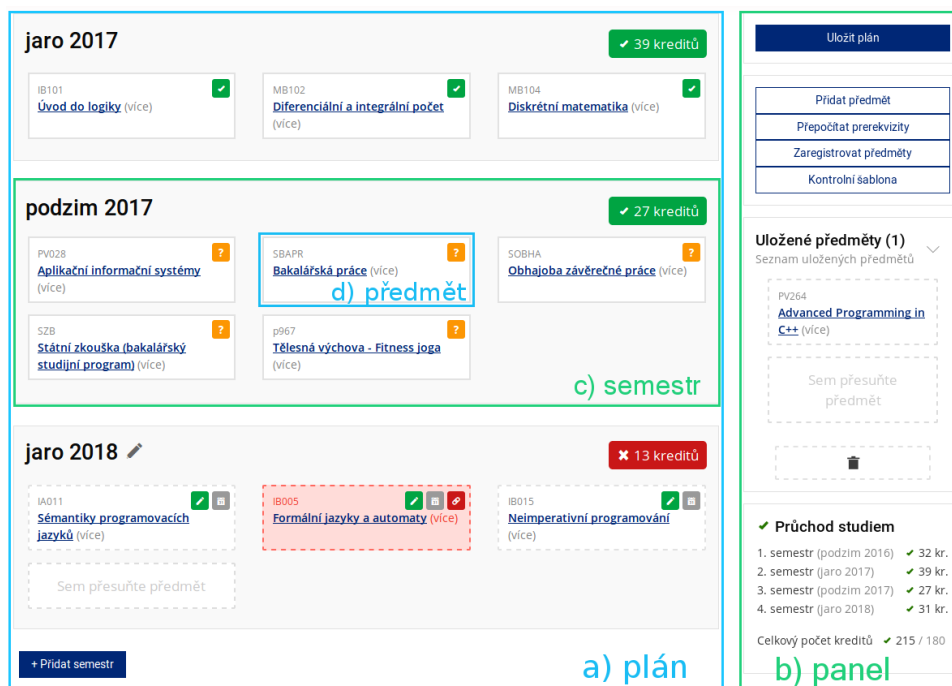 jaro 2017
39 kreditů
IB101
Úvod do logiky (více)
MB102
Diferenciální a integrální počet
(více)
MB104
Diskrétní matematika (více)
podzim 2017
27 kreditů
PV028
Aplikační informační systémy
(více)
SBAPR
Bakalářská práce (více)
d) předmět
SOBHA
Obhajoba závěrečné práce (více)
SZB
Státní zkouška (bakalářský
studijní program) (více)
p967
Tělesná výchova - Fitness joga
(více)
c) semestr
jaro 2018
13 kreditů
IA011
Sémantiky programovacích
jazyků (více)
IB005
Formální jazyky a automaty (více)
IB015
Neimperativní programování
(více)
Sem přesuňte předmět
+ Přidat semestr
a) plán
Uložit plán
Přidat předmět
Přepočítat prerekvizity
Zaregistrovat předměty
Kontrolní šablona
Uložené předměty (1)
Seznam uložených předmětů
PV264
Advanced Programming in
C++ (více)
Sem přesuňte
předmět
Průchod studiem
1. semestr (podzim 2016) 32 kr.
2. semestr (jaro 2017) 39 kr.
3. semestr (podzim 2017) 27 kr.
4. semestr (jaro 2018) 31 kr.
Celkový počet kreditů 215 / 180
b) panel